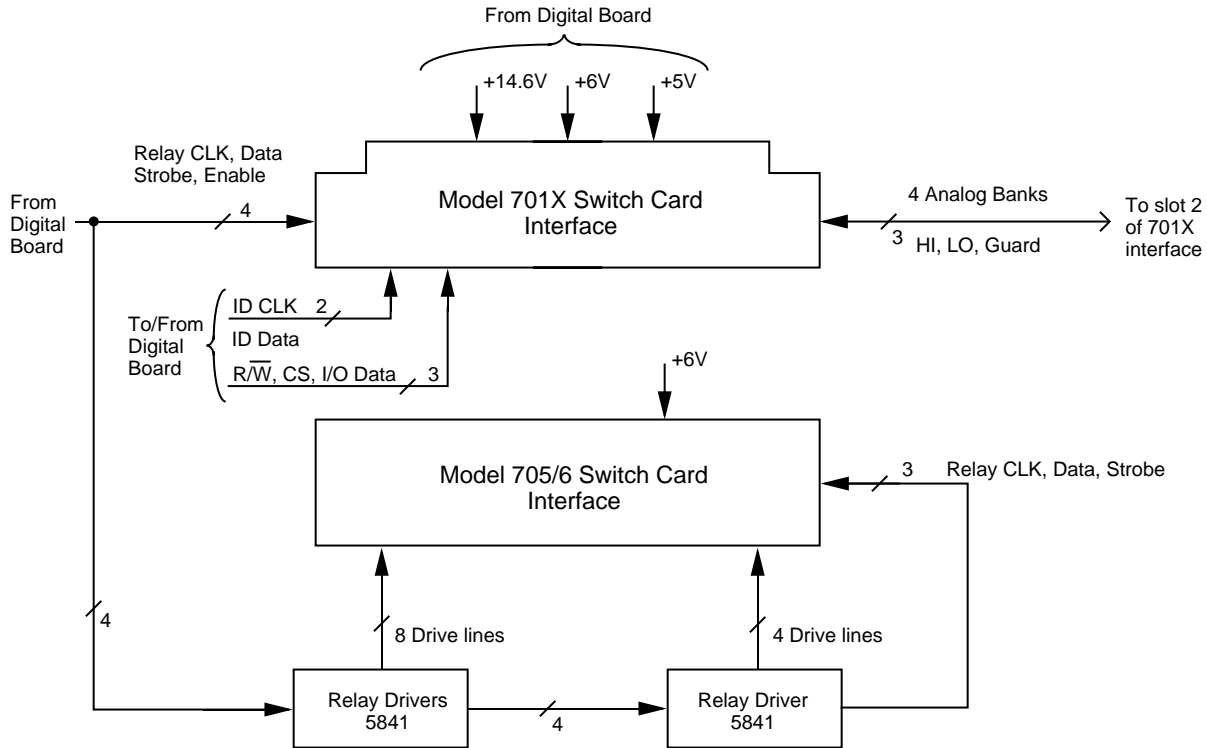 From Digital Board
+14.6V
+6V
+5V
Relay CLK, Data
Strobe, Enable
From
Digital
Board
4
Model 701X Switch Card
Interface
4 Analog Banks
3
HI, LO, Guard
To slot 2
of 701X
interface
To/From
Digital
Board
ID CLK
2
ID Data
R/W̅, CS, I/O Data
3
+6V
Model 705/6 Switch Card
Interface
3
Relay CLK, Data, Strobe
4
8 Drive lines
4 Drive lines
Relay Drivers
5841
4
Relay Driver
5841